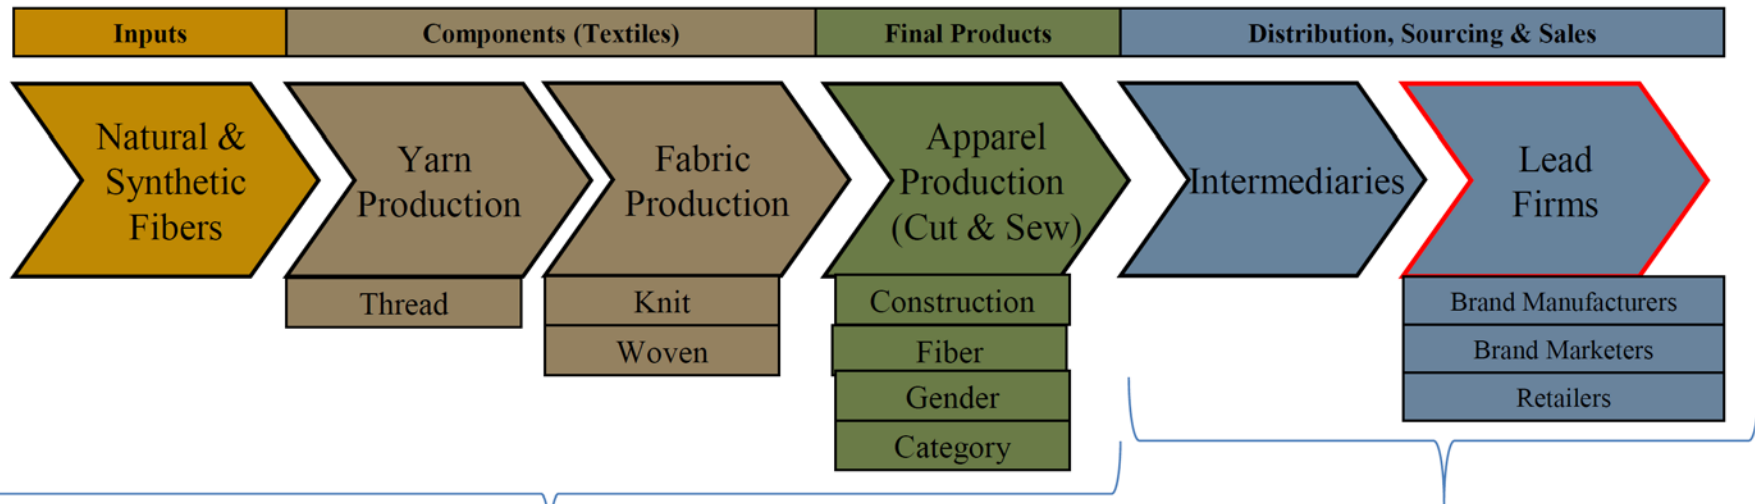 Inputs
Components (Textiles)
Final Products
Distribution, Sourcing & Sales
Natural &
Synthetic
Fibers
Yarn
Production
Fabric
Production
Apparel
Production
(Cut & Sew)
Intermediaries
Lead
Firms
Thread
Knit
Woven
Construction
Fiber
Gender
Category
Brand Manufacturers
Brand Marketers
Retailers